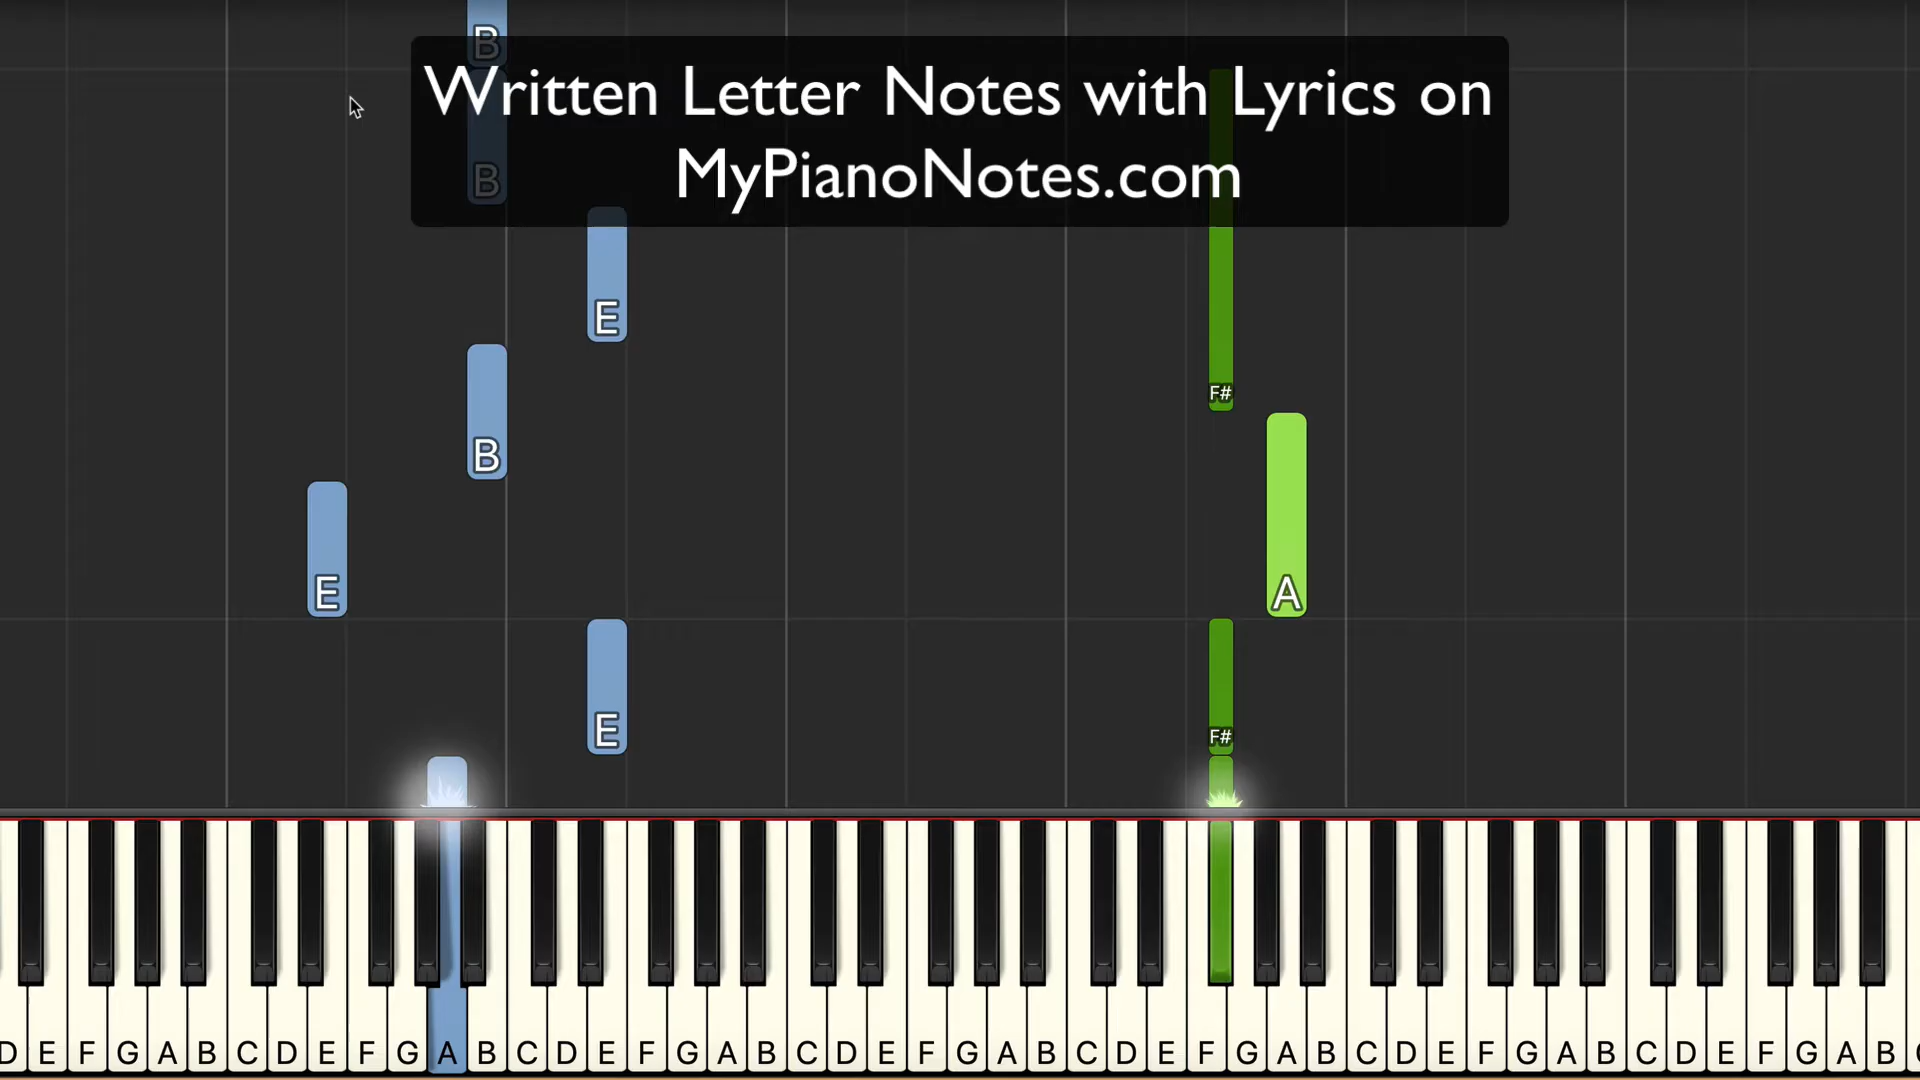 B
Written Letter Notes with Lyrics on
MyPianoNotes.com
B
E
F#
B
E
A
E
F#
D E F G A B C D E F G A B C D E F G A B C D E F G A B C D E F G A B C D E F G A B